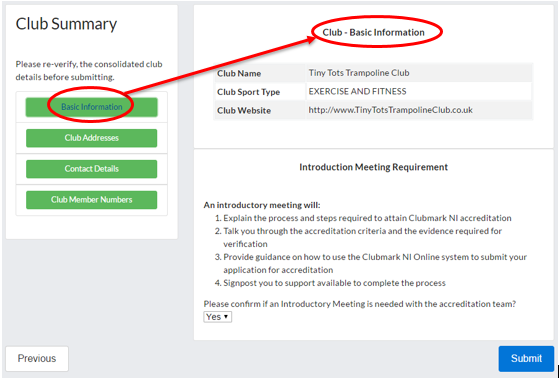 Club Summary
Please re-verify, the consolidated club
details before submitting.
Basic Information
Club Addresses
Contact Details
Club Member Numbers
Club - Basic Information
Club Name Tiny Tots Trampoline Club
Club Sport Type EXERCISE AND FITNESS
Club Website http://www.TinyTotsTrampolineClub.co.uk
Introduction Meeting Requirement
An introductory meeting will:
1. Explain the process and steps required to attain Clubmark NI accreditation
2. Talk you through the accreditation criteria and the evidence required for
verification
3. Provide guidance on how to use the Clubmark NI Online system to submit your
application for accreditation
4. Signpost you to support available to complete the process
Please confirm if an Introductory Meeting is needed with the accreditation team?
Yes
Previous
Submit